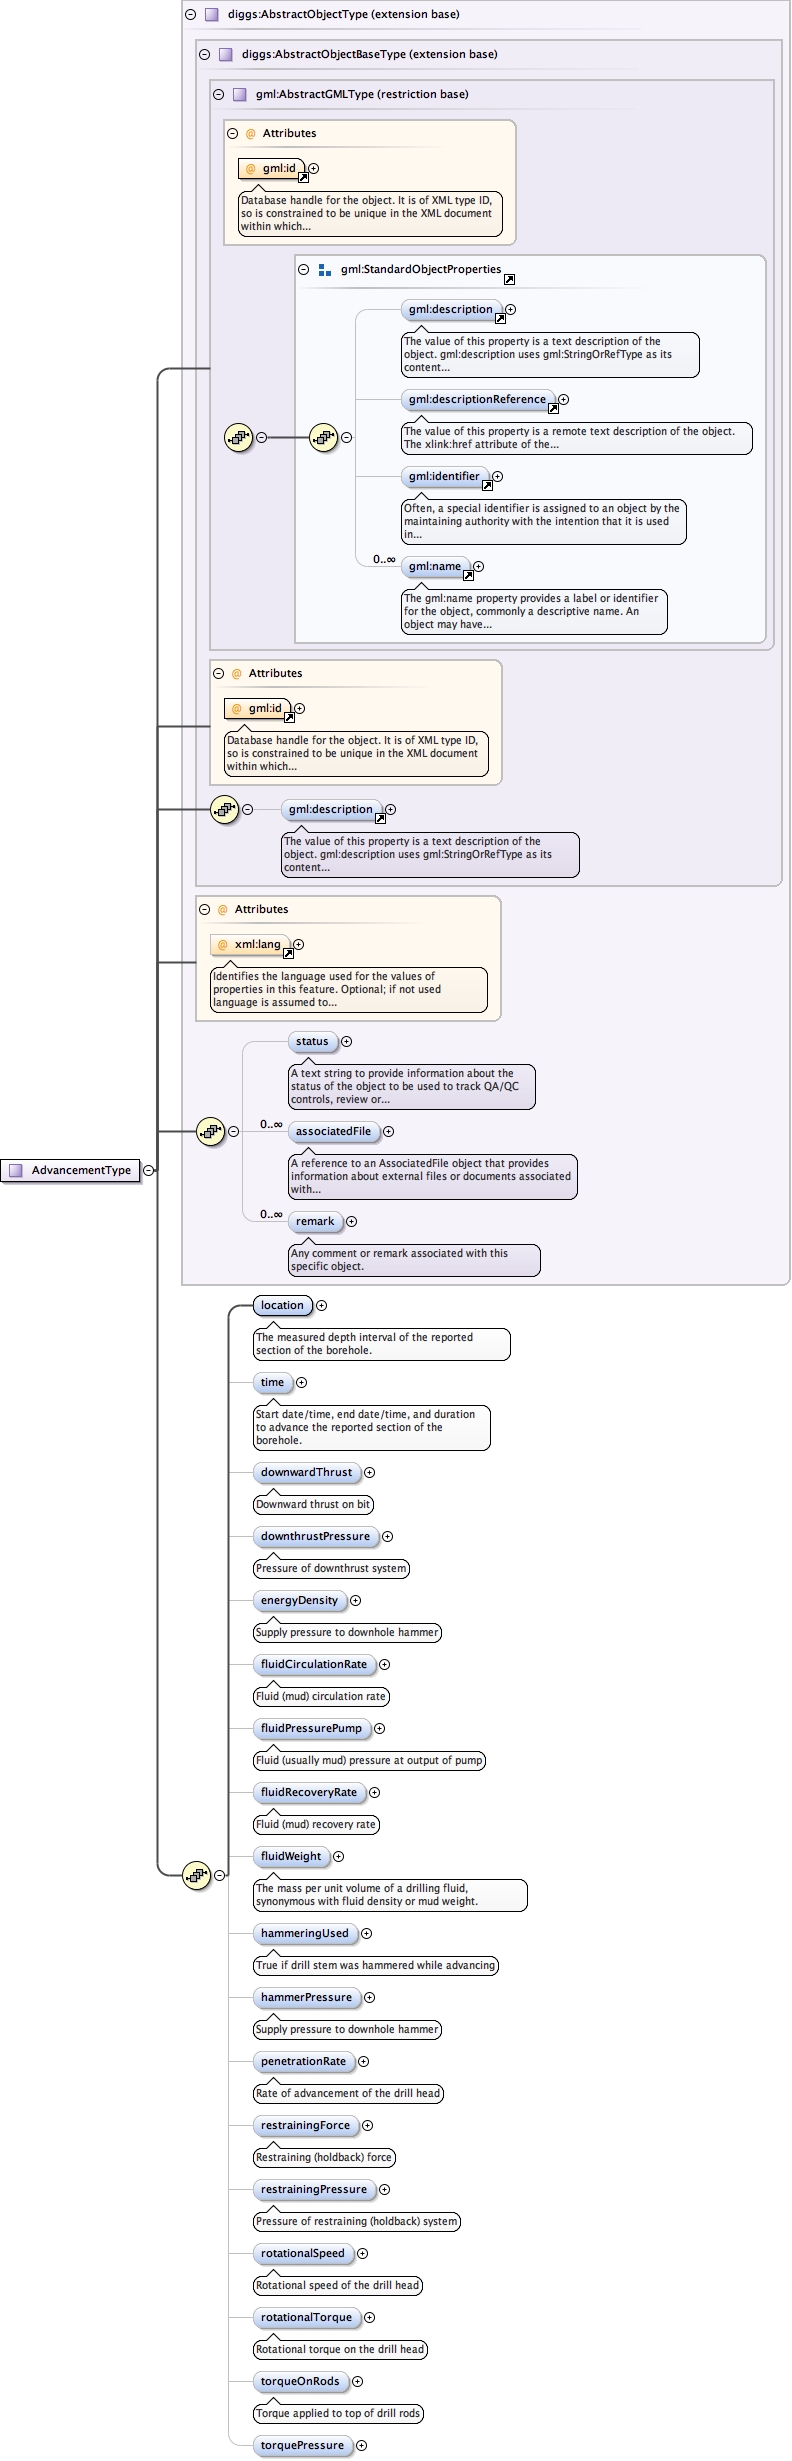 diggs:AbstractObjectType (extension base)
diggs:AbstractObjectBaseType (extension base)
gml:AbstractGMLType (restriction base)
@ Attributes
@ gml:id
Database handle for the object. It is of XML type ID,
so is constrained to be unique in the XML document
within which...
gml:StandardObjectProperties
gml:description
The value of this property is a text description of the
object. gml:description uses gml:StringOrRefType as its
content...
gml:descriptionReference
The value of this property is a remote text description of the object.
The xlink:href attribute of the...
gml:identifier
Often, a special identifier is assigned to an object by the
maintaining authority with the intention that it is used
in...
0..∞ gml:name
The gml:name property provides a label or identifier
for the object, commonly a descriptive name. An
object may have...
@ Attributes
@ gml:id
Database handle for the object. It is of XML type ID,
so is constrained to be unique in the XML document
within which...
gml:description
The value of this property is a text description of the
object. gml:description uses gml:StringOrRefType as its
content...
@ Attributes
@ xml:lang
Identifies the language used for the values of
properties in this feature. Optional; if not used
language is assumed to...
status
A text string to provide information about the
status of the object to be used to track QA/QC
controls, review or...
0..∞ associatedFile
A reference to an AssociatedFile object that provides
information about external files or documents associated
with...
AdvancementType
0..∞ remark
Any comment or remark associated with this
specific object.
location
The measured depth interval of the reported
section of the borehole.
time
Start date/time, end date/time, and duration
to advance the reported section of the
borehole.
downwardThrust
Downward thrust on bit
downthrustPressure
Pressure of downthrust system
energyDensity
Supply pressure to downhole hammer
fluidCirculationRate
Fluid (mud) circulation rate
fluidPressurePump
Fluid (usually mud) pressure at output of pump
fluidRecoveryRate
Fluid (mud) recovery rate
fluidWeight
The mass per unit volume of a drilling fluid,
synonymous with fluid density or mud weight.
hammeringUsed
True if drill stem was hammered while advancing
hammerPressure
Supply pressure to downhole hammer
penetrationRate
Rate of advancement of the drill head
restrainingForce
Restraining (holdback) force
restrainingPressure
Pressure of restraining (holdback) system
rotationalSpeed
Rotational speed of the drill head
rotationalTorque
Rotational torque on the drill head
torqueOnRods
Torque applied to top of drill rods
torquePressure